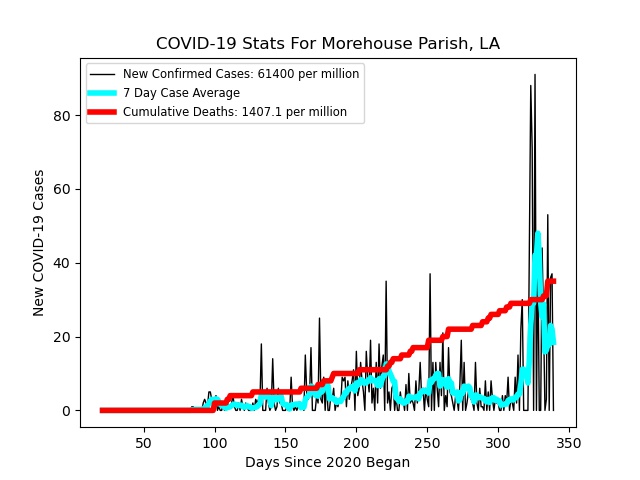 COVID-19 Stats For Morehouse Parish, LA
New Confirmed Cases: 61400 per million
7 Day Case Average
Cumulative Deaths: 1407.1 per million
New COVID-19 Cases
80
60
40
20
0
50 100 150 200 250 300 350
Days Since 2020 Began